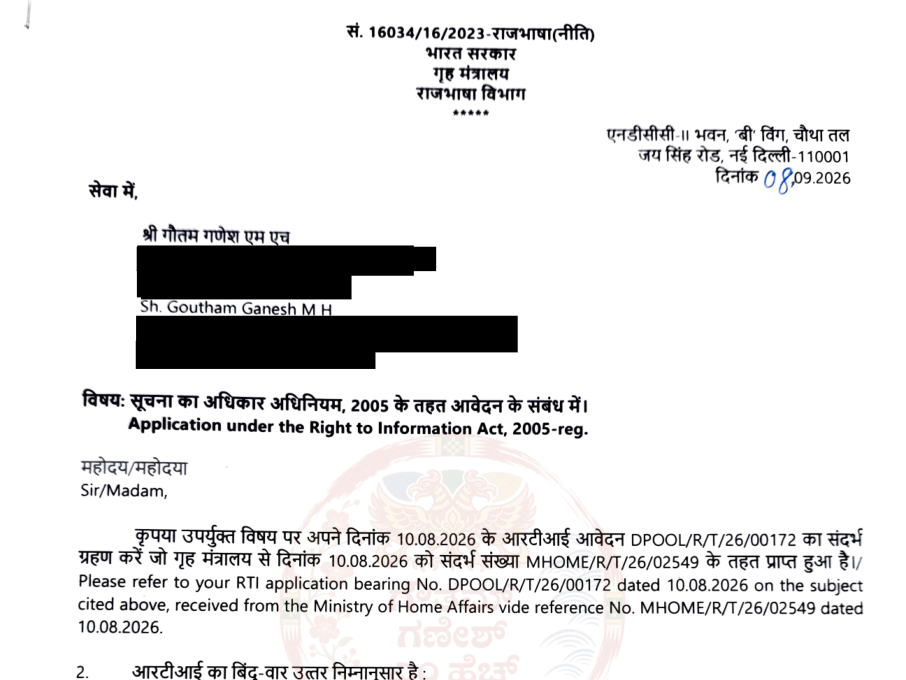 सं. 16034/16/2023-राजभाषा(नीति)
भारत सरकार
गृह मंत्रालय
राजभाषा विभाग
*****
एनडीसीसी-II भवन, 'बी' विंग, चौथा तल
जय सिंह रोड, नई दिल्ली-110001
दिनांक 08.09.2026
सेवा में,
श्री गौतम गणेश एम एच
Sh. Goutham Ganesh M H
विषय: सूचना का अधिकार अधिनियम, 2005 के तहत आवेदन के संबंध में।
Application under the Right to Information Act, 2005-reg.
महोदय/महोदया
Sir/Madam,
कृपया उपर्युक्त विषय पर अपने दिनांक 10.08.2026 के आरटीआई आवेदन DPOOL/R/T/26/00172 का संदर्भ
ग्रहण करें जो गृह मंत्रालय से दिनांक 10.08.2026 को संदर्भ संख्या MHOME/R/T/26/02549 के तहत प्राप्त हुआ है।/
Please refer to your RTI application bearing No. DPOOL/R/T/26/00172 dated 10.08.2026 on the subject
cited above, received from the Ministry of Home Affairs vide reference No. MHOME/R/T/26/02549 dated
10.08.2026.
ಗಣೇಶ್
2. आरटीआई का बिंदु-वार उत्तर निम्नानुसार है :
ಎಂ ಹೆಚ್